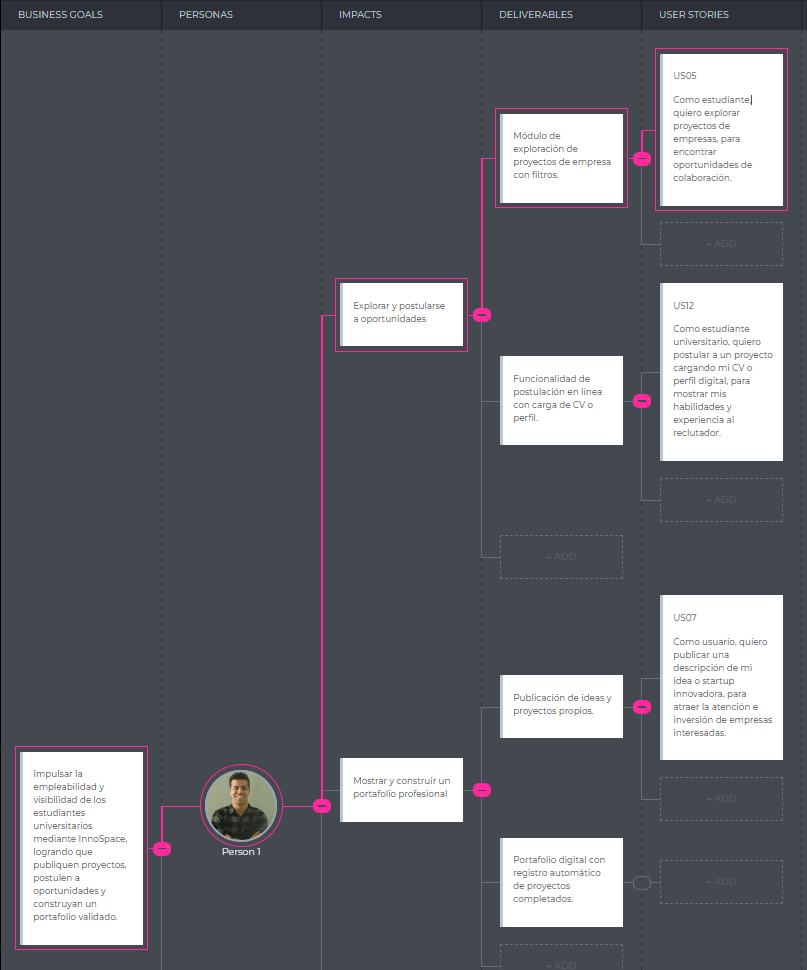 BUSINESS GOALS
PERSONAS
IMPACTS
DELIVERABLES
USER STORIES
US05
Como estudiante,
quiero explorar
proyectos de
empresas, para
encontrar
oportunidades de
colaboración.
Módulo de
exploración de
proyectos de empresa
con filtros.
+ ADD
Explorar y postularse
a oportunidades
US12
Como estudiante
universitario, quiero
postular a un proyecto
cargando mi CV o
perfil digital, para
mostrar mis
habilidades y
experiencia al
reclutador.
Funcionalidad de
postulación en línea
con carga de CV o
perfil.
+ ADD
+ ADD
US07
Como usuario, quiero
publicar una
descripción de mi
idea o startup
innovadora, para
atraer la atención e
inversión de empresas
interesadas.
Publicación de ideas y
proyectos propios.
Impulsar la
empleabilidad y
visibilidad de los
estudiantes
universitarios
mediante InnoSpace,
logrando que
publiquen proyectos,
postulen a
oportunidades y
construyan un
portafolio validado.
Person 1
Mostrar y construir un
portafolio profesional
+ ADD
Portafolio digital con
registro automático
de proyectos
completados.
+ ADD
+ ADD